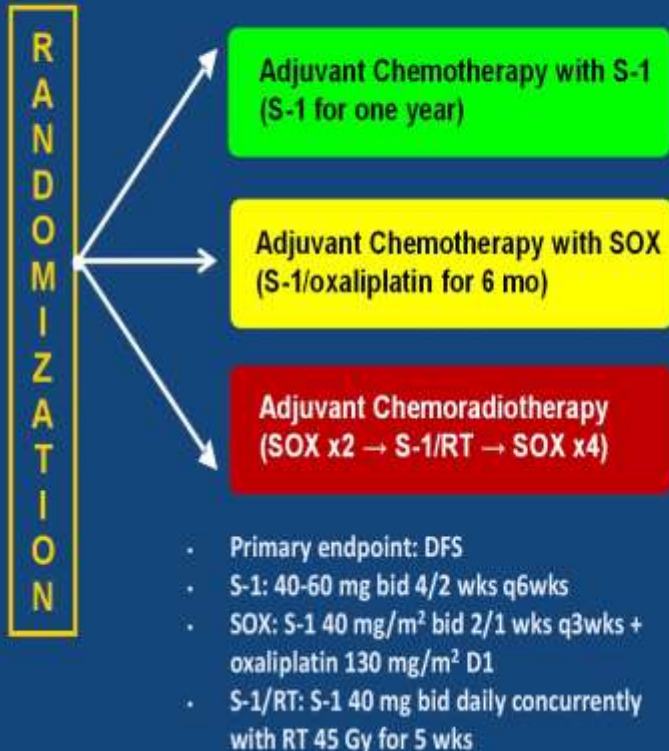 RANDOMIZATION
Adjuvant Chemotherapy with S-1
(S-1 for one year)
Adjuvant Chemotherapy with SOX
(S-1/oxaliplatin for 6 mo)
Adjuvant Chemoradiotherapy
(SOX x2 → S-1/RT → SOX x4)
• Primary endpoint: DFS
• S-1: 40-60 mg bid 4/2 wks q6wks
• SOX: S-1 40 mg/m² bid 2/1 wks q3wks +
oxaliplatin 130 mg/m² D1
• S-1/RT: S-1 40 mg bid daily concurrently
with RT 45 Gy for 5 wks